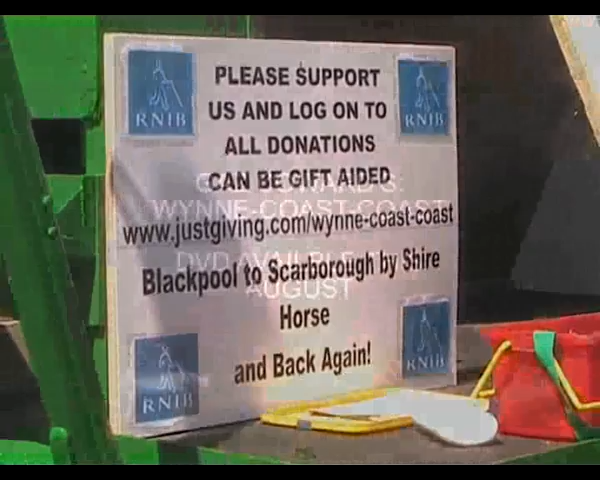 RNIB
RNIB
PLEASE SUPPORT
US AND LOG ON TO
ALL DONATIONS
CAN BE GIFT AIDED
WYNNE-COAST-COAST
www.justgiving.com/wynne-coast-coast
DVD
Blackpool to Scarborough by Shire
AUGUST
Horse
and Back Again!
RNIB
RNIB